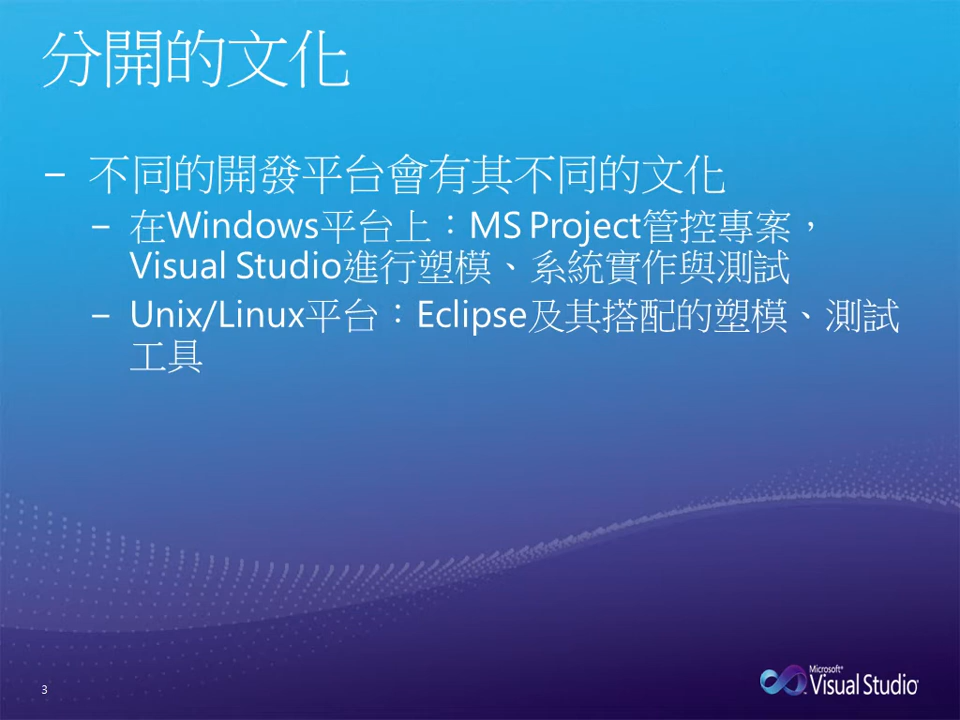 分開的文化
– 不同的開發平台會有其不同的文化
– 在Windows平台上：MS Project管控專案，
Visual Studio進行塑模、系統實作與測試
– Unix/Linux平台：Eclipse及其搭配的塑模、測試
工具
3
Microsoft®
Visual Studio®